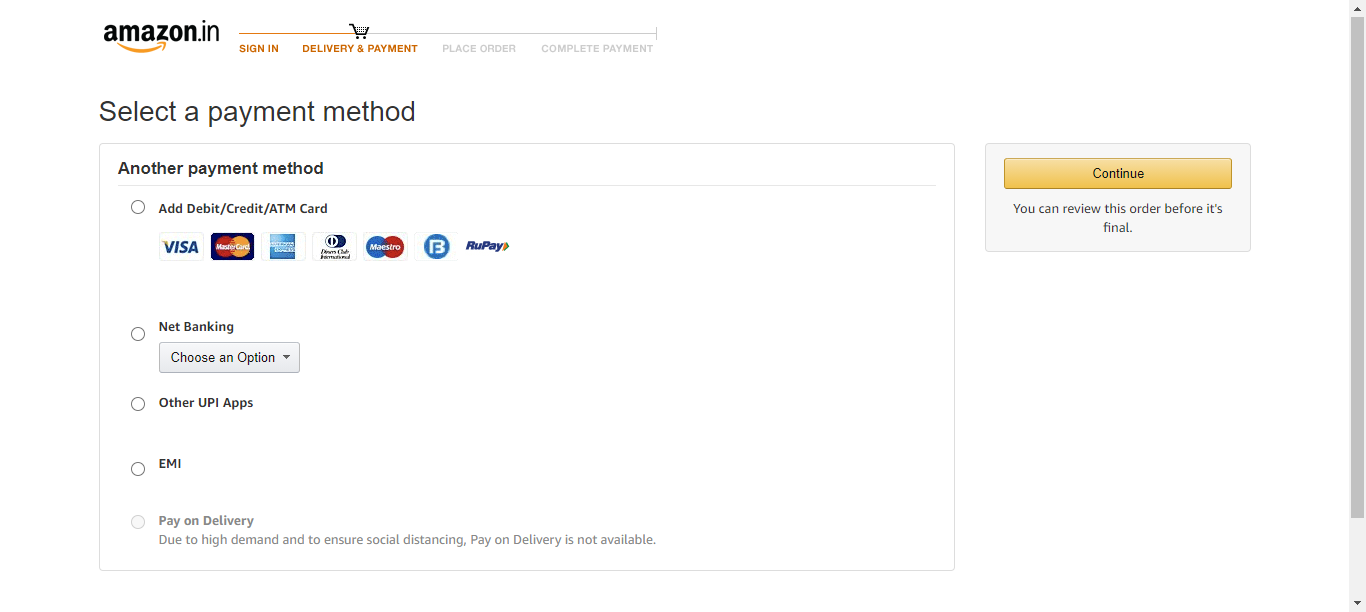 amazon.in
SIGN IN DELIVERY & PAYMENT PLACE ORDER COMPLETE PAYMENT
Select a payment method
Another payment method
Add Debit/Credit/ATM Card
VISA MasterCard AMERICAN EXPRESS Diners Club International Maestro B RuPay
Net Banking
Choose an Option
Other UPI Apps
EMI
Pay on Delivery
Due to high demand and to ensure social distancing, Pay on Delivery is not available.
Continue
You can review this order before it's
final.